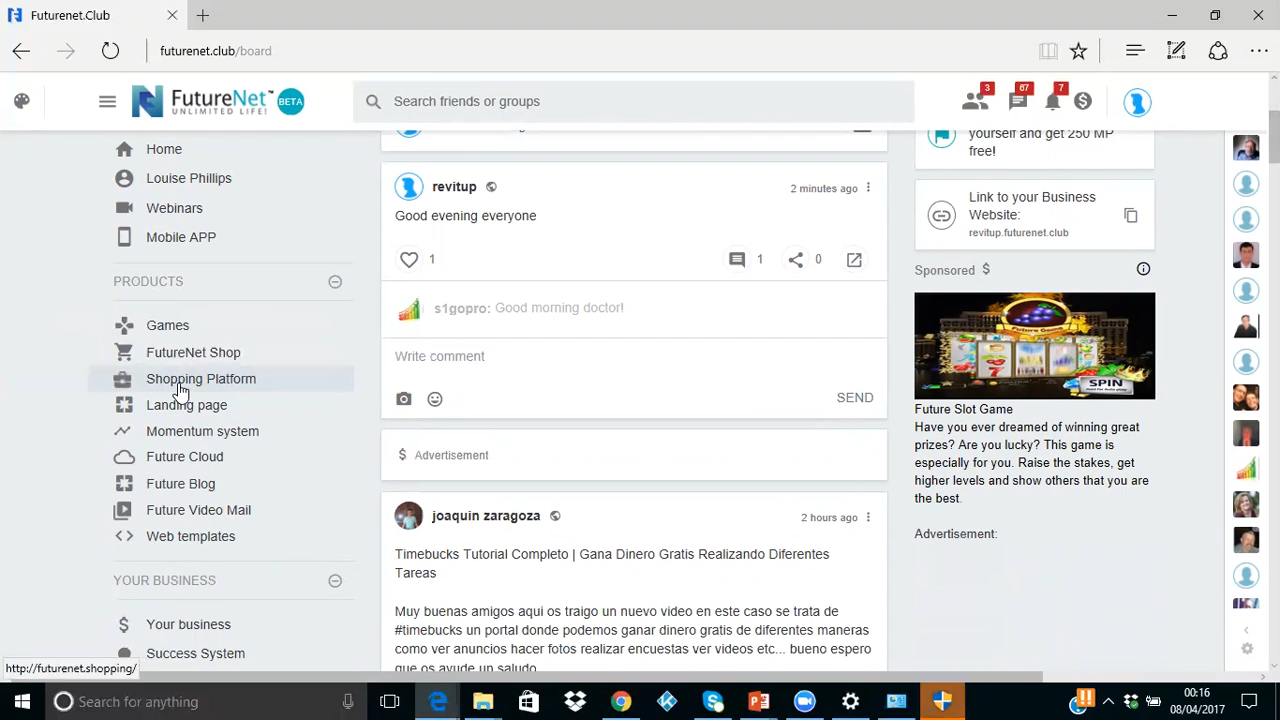 Futurenet.Club
futurenet.club/board
FutureNet™ BETA
UNLIMITED LIFE!
Search friends or groups
3
67
7
Home
Louise Phillips
Webinars
Mobile APP
PRODUCTS
Games
FutureNet Shop
Shopping Platform
Landing page
Momentum system
Future Cloud
Future Blog
Future Video Mail
Web templates
YOUR BUSINESS
Your business
Success System
http://futurenet.shopping/
revitup
2 minutes ago
Good evening everyone
1
1
0
s1gopro: Good morning doctor!
Write comment
SEND
$ Advertisement
joaquin zaragoza
2 hours ago
Timebucks Tutorial Completo | Gana Dinero Gratis Realizando Diferentes
Tareas
Muy buenas amigos aqui os traigo un nuevo video en este caso se trata de
#timebucks un portal donde podemos ganar dinero gratis de diferentes maneras
como ver anuncios hacer fotos realizar encuestas ver videos etc... bueno espero
que os ayude un saludo
yourself and get 250 MP
free!
Link to your Business
Website:
revitup.futurenet.club
Sponsored $
Future Game
SPIN
Future Slot Game
Have you ever dreamed of winning great
prizes? Are you lucky? This game is
especially for you. Raise the stakes, get
higher levels and show others that you are
the best.
Advertisement:
Search for anything
00:16
08/04/2017